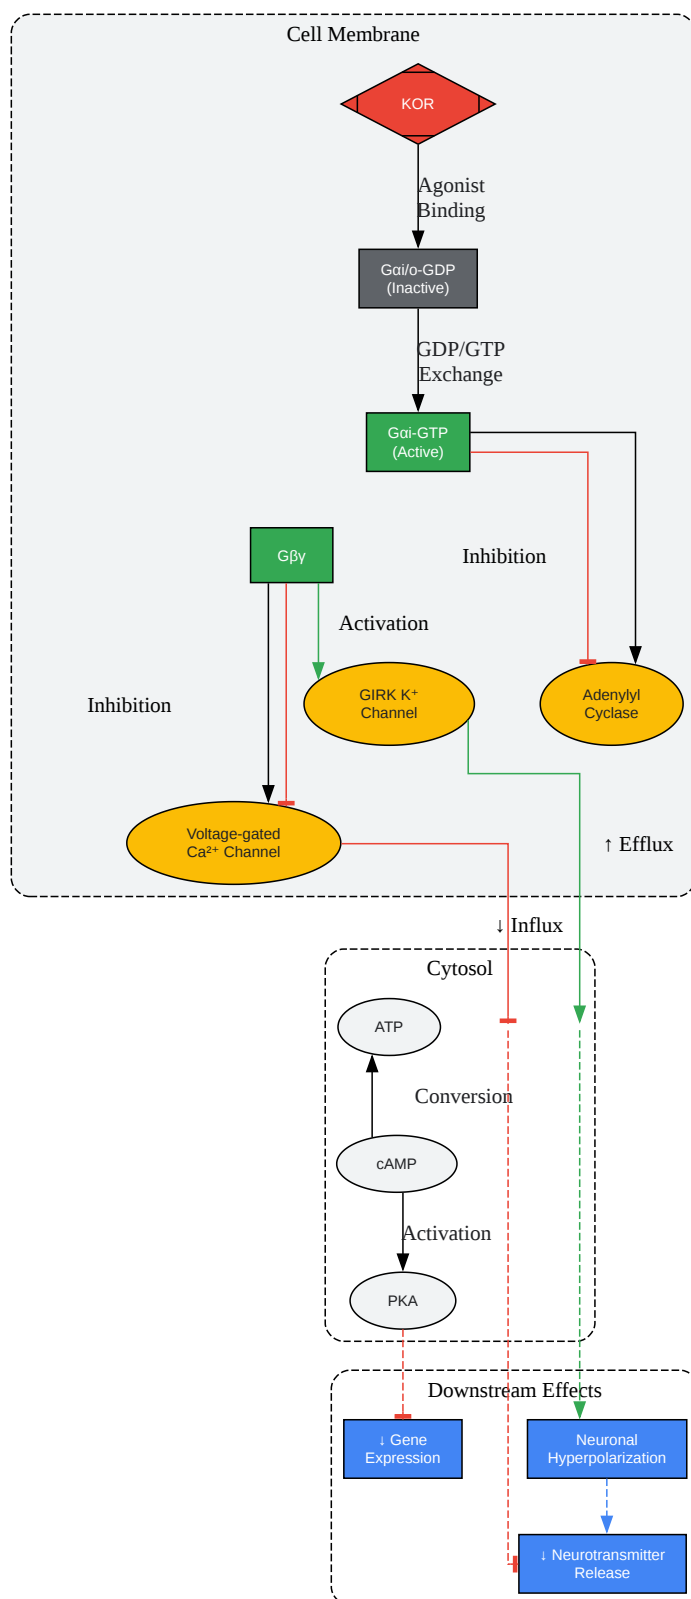 Cell Membrane
KOR
Agonist
Binding
Gαi/o-GDP
(Inactive)
GDP/GTP
Exchange
Gαi-GTP
(Active)
Gβγ
Inhibition
Activation
GIRK K⁺
Channel
Adenylyl
Cyclase
Inhibition
Voltage-gated
Ca²⁺ Channel
↑ Efflux
↓ Influx
Cytosol
ATP
Conversion
cAMP
Activation
PKA
Downstream Effects
↓ Gene
Expression
Neuronal
Hyperpolarization
↓ Neurotransmitter
Release